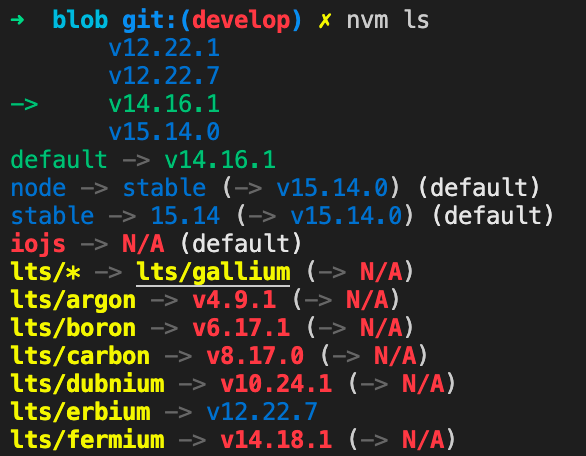 ➜  blob git:(develop) ✗ nvm ls
       v12.22.1
       v12.22.7
->     v14.16.1
       v15.14.0
default -> v14.16.1
node -> stable (-> v15.14.0) (default)
stable -> 15.14 (-> v15.14.0) (default)
iojs -> N/A (default)
lts/* -> lts/gallium (-> N/A)
lts/argon -> v4.9.1 (-> N/A)
lts/boron -> v6.17.1 (-> N/A)
lts/carbon -> v8.17.0 (-> N/A)
lts/dubnium -> v10.24.1 (-> N/A)
lts/erbium -> v12.22.7
lts/fermium -> v14.18.1 (-> N/A)